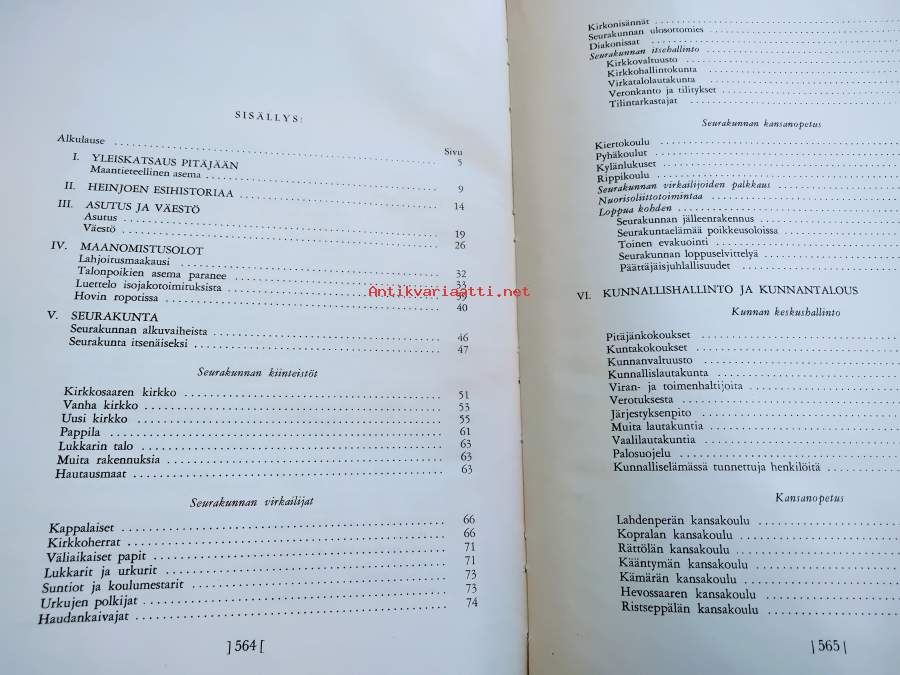 SISÄLLYS:
Sivu
Alkulause 5
I. YLEISKATSAUS PITÄJÄÄN
Maantieteellinen asema 9
II. HEINJOEN ESIHISTORIAA 14
III. ASUTUS JA VÄESTÖ
Asutus 19
Väestö 26
IV. MAANOMISTUSOLOT
Lahjoitusmaakausi 32
Talonpoikien asema paranee 33
Luettelo isojakotoimituksista 39
Hovin ropotissa 40
V. SEURAKUNTA
Seurakunnan alkuvaiheista 46
Seurakunta itsenäiseksi 47
Seurakunnan kiinteistöt
Kirkkosaaren kirkko 51
Vanha kirkko 53
Uusi kirkko 55
Pappila 61
Lukkarin talo 63
Muita rakennuksia 63
Hautausmaat 63
Seurakunnan virkailijat
Kappalaiset 66
Kirkkoherrat 66
Väliaikaiset papit 71
Lukkarit ja urkurit 71
Suntiot ja koulumestarit 73
Urkujen polkijat 73
Haudankaivajat 74
] 564 [
Kirkonisännät
Seurakunnan ulosottomies
Diakonissat
Seurakunnan itsehallinto
Kirkkovaltuusto
Kirkkohallintokunta
Virkatalolautakunta
Veronkanto ja tilitykset
Tilintarkastajat
Seurakunnan kansanopetus
Kiertokoulu
Pyhäkoulut
Kylänlukuset
Rippikoulu
Seurakunnan virkailijoiden palkkaus
Nuorisoliittotoimintaa
Loppua kohden
Seurakunnan jälleenrakennus
Seurakuntaelämää poikkeusoloissa
Toinen evakuointi
Seurakunnan loppuselvittelyä
Päättäjäisjuhlallisuudet
VI. KUNNALLISHALLINTO JA KUNNANTALOUS
Kunnan keskushallinto
Pitäjänkokoukset
Kuntakokoukset
Kunnanvaltuusto
Kunnallislautakunta
Viran- ja toimenhaltijoita
Verotuksesta
Järjestyksenpito
Muita lautakuntia
Vaalilautakuntia
Palosuojelu
Kunnalliselämässä tunnettuja henkilöitä
Kansanopetus
Lahdenperän kansakoulu
Kopralan kansakoulu
Rättölän kansakoulu
Kääntymän kansakoulu
Kämärän kansakoulu
Hevossaaren kansakoulu
Ristseppälän kansakoulu
] 565 [
Antikvariaatti.net